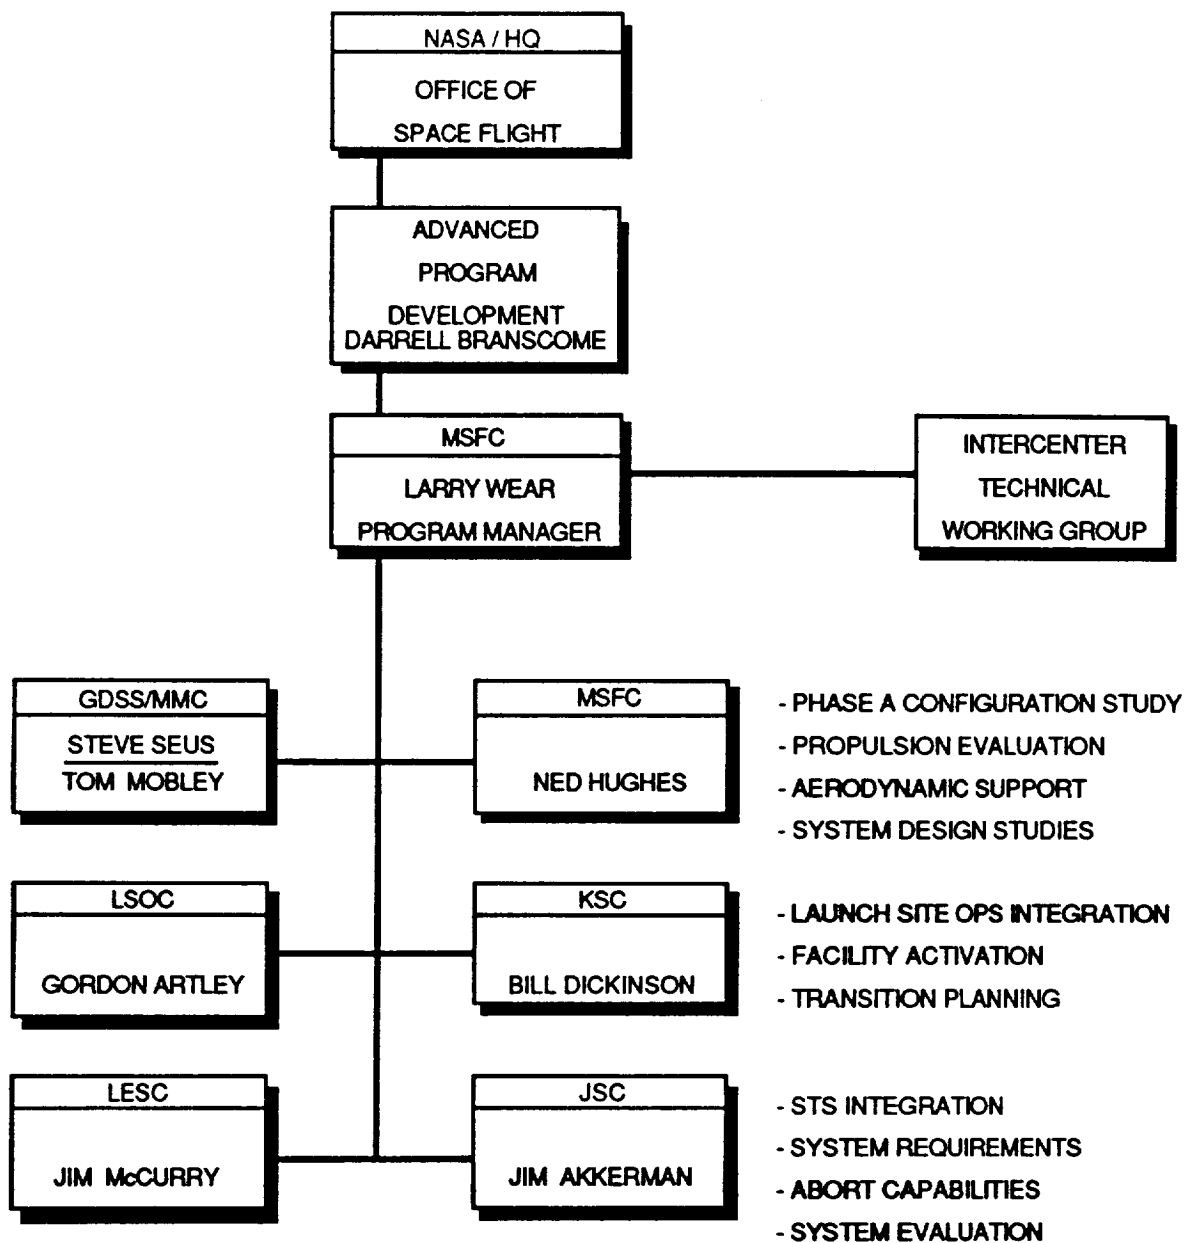 NASA / HQ
OFFICE OF
SPACE FLIGHT
ADVANCED
PROGRAM
DEVELOPMENT
DARRELL BRANSCOME
MSFC
LARRY WEAR
PROGRAM MANAGER
INTERCENTER
TECHNICAL
WORKING GROUP
GDSS/MMC
STEVE SEUS
TOM MOBLEY
MSFC
NED HUGHES
- PHASE A CONFIGURATION STUDY
- PROPULSION EVALUATION
- AERODYNAMIC SUPPORT
- SYSTEM DESIGN STUDIES
LSOC
GORDON ARTLEY
KSC
BILL DICKINSON
- LAUNCH SITE OPS INTEGRATION
- FACILITY ACTIVATION
- TRANSITION PLANNING
LESC
JIM McCURRY
JSC
JIM AKKERMAN
- STS INTEGRATION
- SYSTEM REQUIREMENTS
- ABORT CAPABILITIES
- SYSTEM EVALUATION